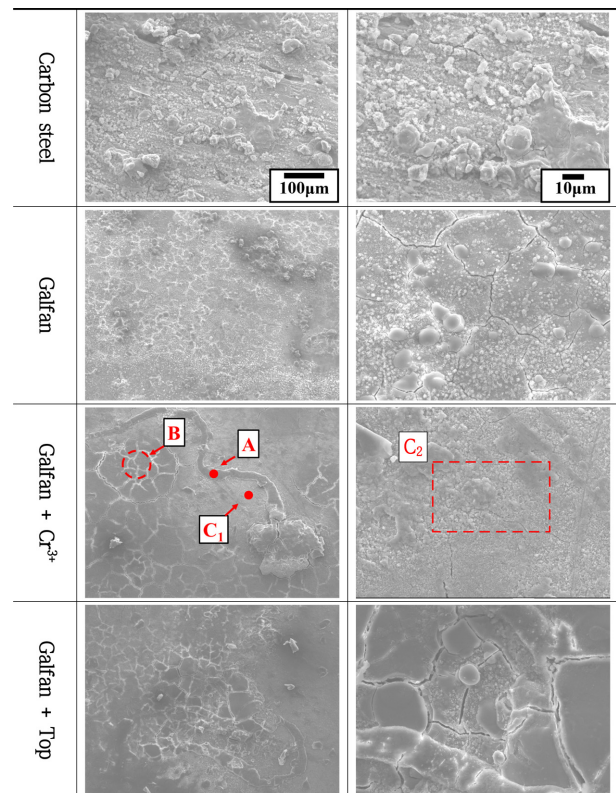 Carbon steel
100μm
10μm
Galfan
Galfan + Cr³⁺
B
A
C₁
C₂
Galfan + Top